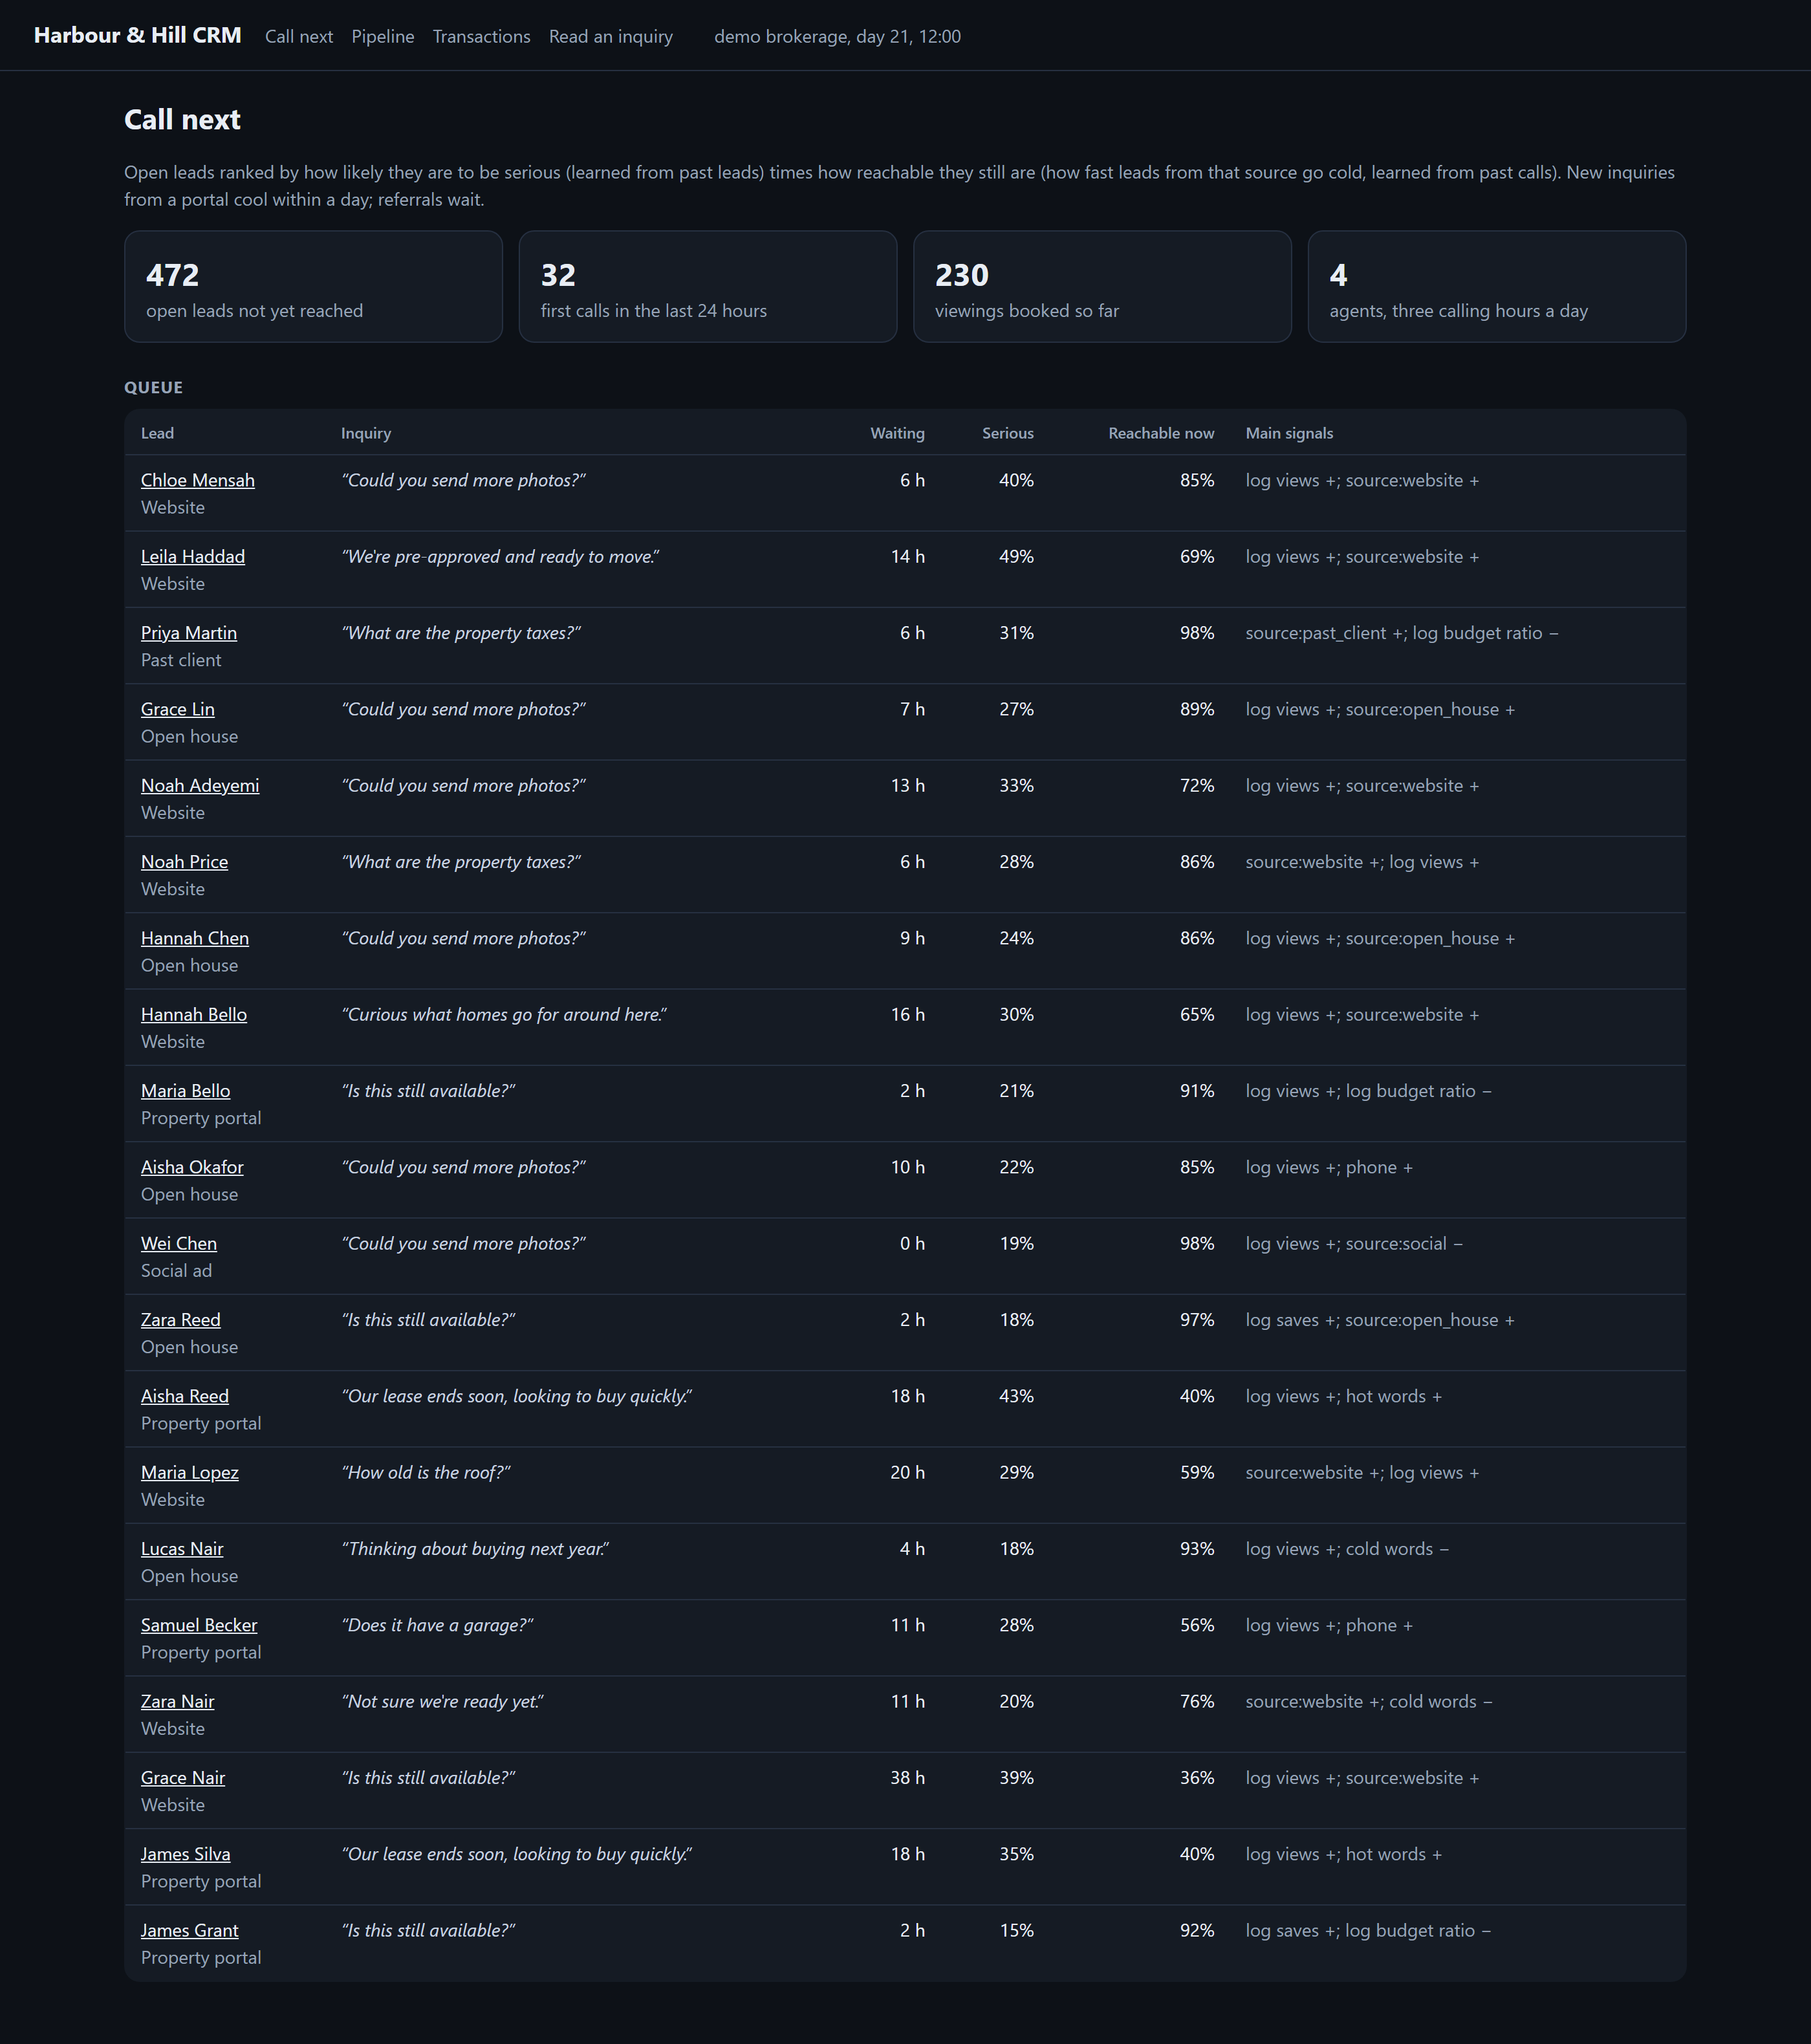 Harbour & Hill CRM Call next Pipeline Transactions Read an inquiry demo brokerage, day 21, 12:00
Call next
Open leads ranked by how likely they are to be serious (learned from past leads) times how reachable they still are (how fast leads from that source go cold, learned from past calls). New inquiries
from a portal cool within a day; referrals wait.
472
open leads not yet reached
32
first calls in the last 24 hours
230
viewings booked so far
4
agents, three calling hours a day
QUEUE
Lead Inquiry Waiting Serious Reachable now Main signals
Chloe Mensah “Could you send more photos?” 6 h 40% 85% log views +; source:website +
Website
Leila Haddad “We're pre-approved and ready to move.” 14 h 49% 69% log views +; source:website +
Website
Priya Martin “What are the property taxes?” 6 h 31% 98% source:past_client +; log budget ratio −
Past client
Grace Lin “Could you send more photos?” 7 h 27% 89% log views +; source:open_house +
Open house
Noah Adeyemi “Could you send more photos?” 13 h 33% 72% log views +; source:website +
Website
Noah Price “What are the property taxes?” 6 h 28% 86% source:website +; log views +
Website
Hannah Chen “Could you send more photos?” 9 h 24% 86% log views +; source:open_house +
Open house
Hannah Bello “Curious what homes go for around here.” 16 h 30% 65% log views +; source:website +
Website
Maria Bello “Is this still available?” 2 h 21% 91% log views +; log budget ratio −
Property portal
Aisha Okafor “Could you send more photos?” 10 h 22% 85% log views +; phone +
Open house
Wei Chen “Could you send more photos?” 0 h 19% 98% log views +; source:social −
Social ad
Zara Reed “Is this still available?” 2 h 18% 97% log saves +; source:open_house +
Open house
Aisha Reed “Our lease ends soon, looking to buy quickly.” 18 h 43% 40% log views +; hot words +
Property portal
Maria Lopez “How old is the roof?” 20 h 29% 59% source:website +; log views +
Website
Lucas Nair “Thinking about buying next year.” 4 h 18% 93% log views +; cold words −
Open house
Samuel Becker “Does it have a garage?” 11 h 28% 56% log views +; phone +
Property portal
Zara Nair “Not sure we're ready yet.” 11 h 20% 76% source:website +; cold words −
Website
Grace Nair “Is this still available?” 38 h 39% 36% log views +; source:website +
Website
James Silva “Our lease ends soon, looking to buy quickly.” 18 h 35% 40% log views +; hot words +
Property portal
James Grant “Is this still available?” 2 h 15% 92% log saves +; log budget ratio −
Property portal